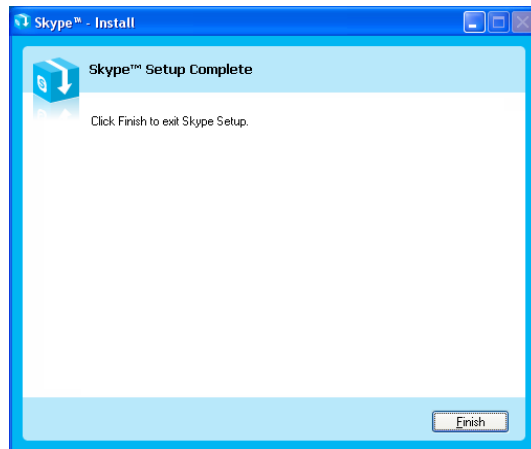 Skype™ - Install
Skype™ Setup Complete
Click Finish to exit Skype Setup.
Finish